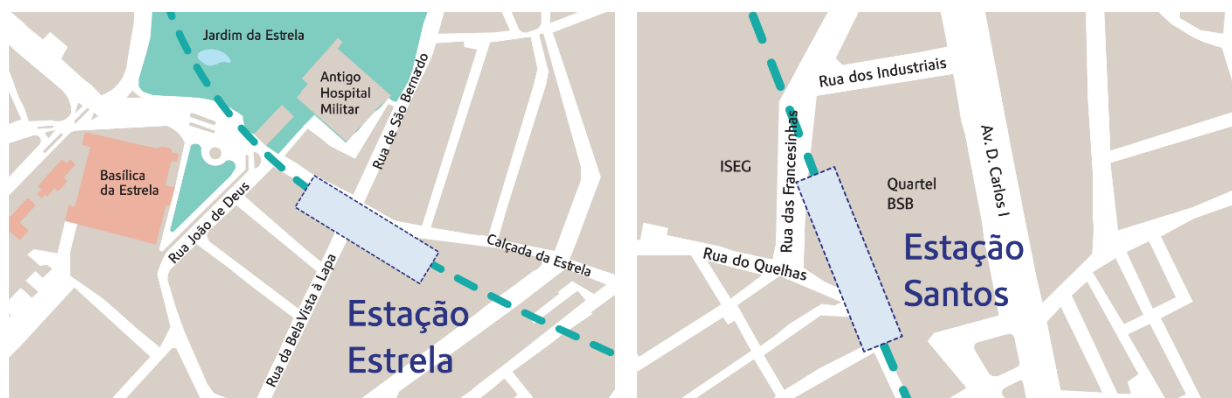 Jardim da Estrela
Antigo
Hospital
Militar
Rua de São Bernardo
Basílica
da Estrela
Rua João de Deus
Calçada da Estrela
Rua da Bela Vista à Lapa
Estação
Estrela
Rua dos Industriais
Rua das Francesinhas
Av. D. Carlos I
ISEG
Quartel
BSB
Rua do Quelhas
Estação
Santos